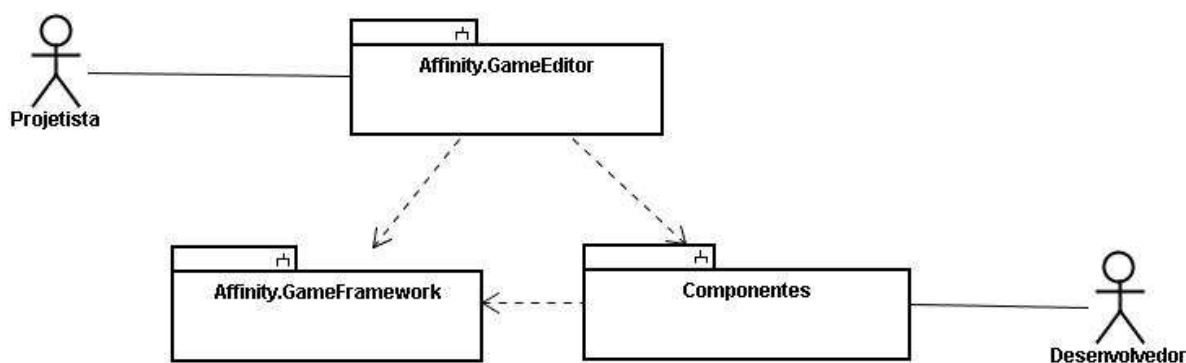 Affinity.GameEditor
Projetista
Affinity.GameFramework
Componentes
Desenvolvedor